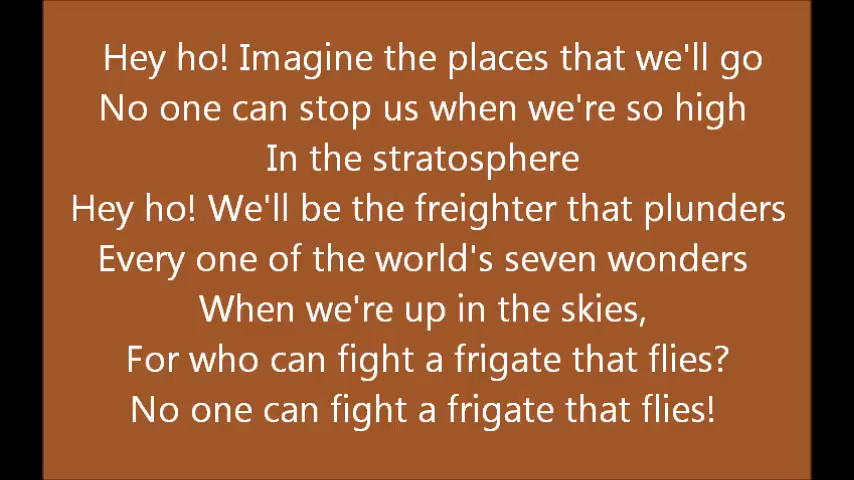 Hey ho! Imagine the places that we'll go
No one can stop us when we're so high
In the stratosphere
Hey ho! We'll be the freighter that plunders
Every one of the world's seven wonders
When we're up in the skies,
For who can fight a frigate that flies?
No one can fight a frigate that flies!